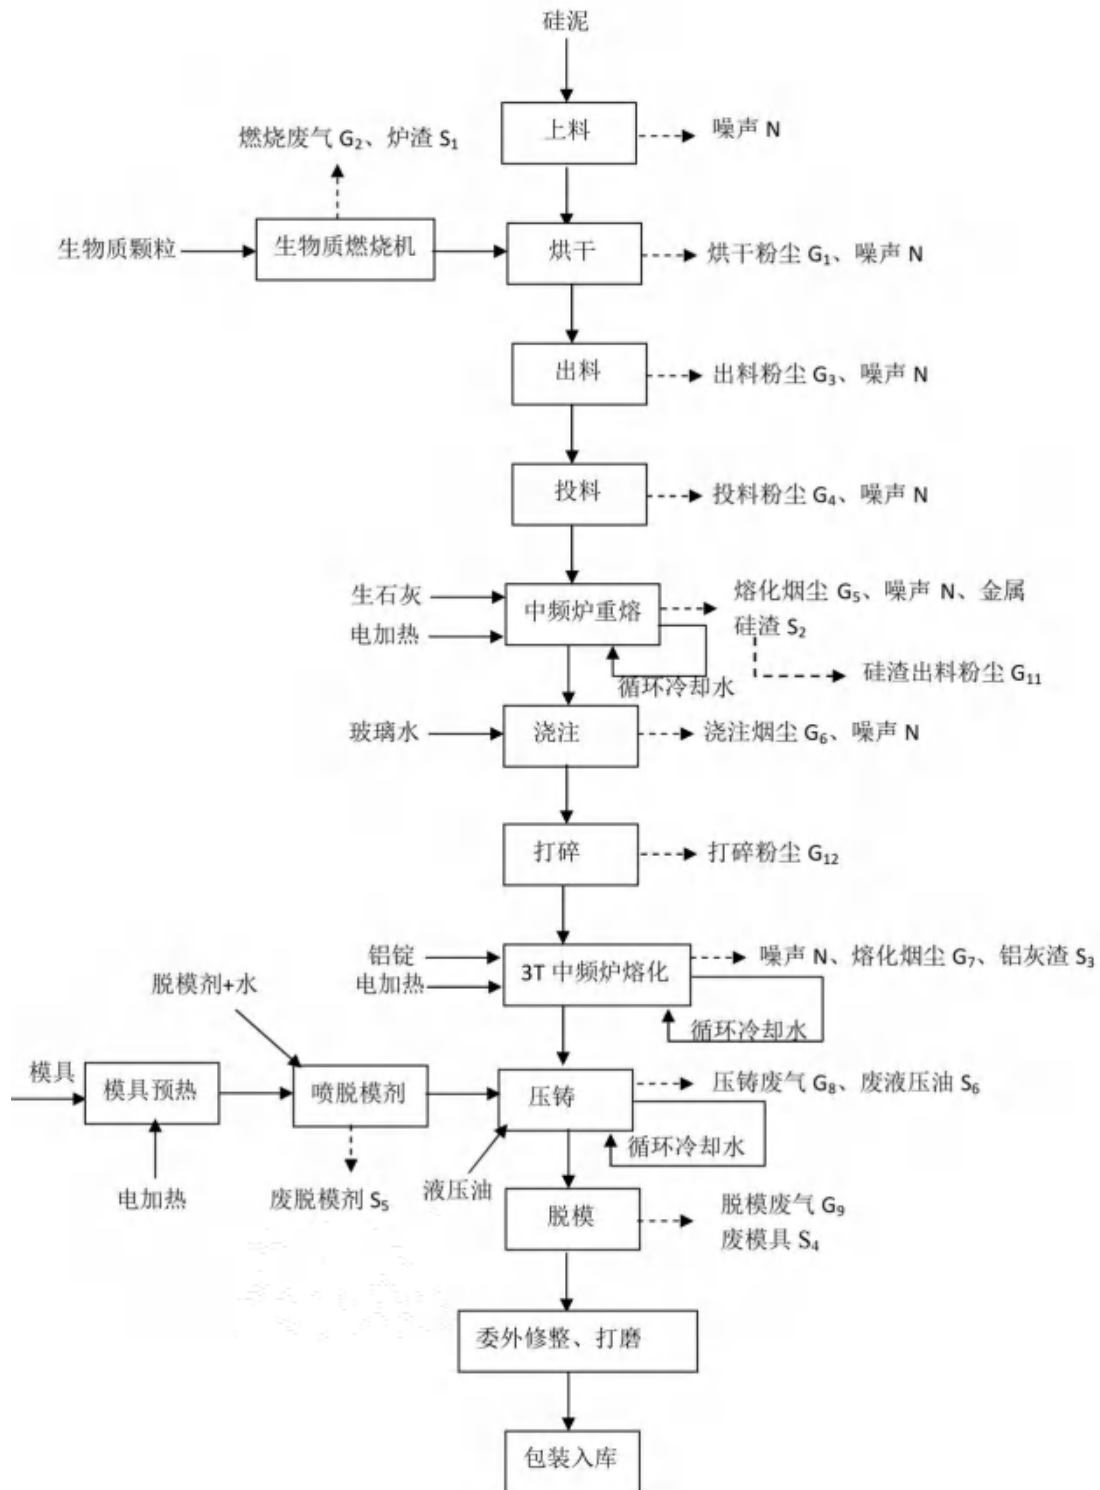 硅泥
上料
噪声 N
燃烧废气 G₂、炉渣 S₁
生物质颗粒
生物质燃烧机
烘干
烘干粉尘 G₁、噪声 N
出料
出料粉尘 G₃、噪声 N
投料
投料粉尘 G₄、噪声 N
生石灰
电加热
中频炉重熔
熔化烟尘 G₅、噪声 N、金属
硅渣 S₂
循环冷却水
硅渣出料粉尘 G₁₁
玻璃水
浇注
浇注烟尘 G₆、噪声 N
打碎
打碎粉尘 G₁₂
铝锭
电加热
3T 中频炉熔化
噪声 N、熔化烟尘 G₇、铝灰渣 S₃
循环冷却水
脱模剂+水
模具
模具预热
喷脱模剂
压铸
压铸废气 G₈、废液压油 S₆
循环冷却水
电加热
废脱模剂 S₅
液压油
脱模
脱模废气 G₉
废模具 S₄
委外修整、打磨
包装入库